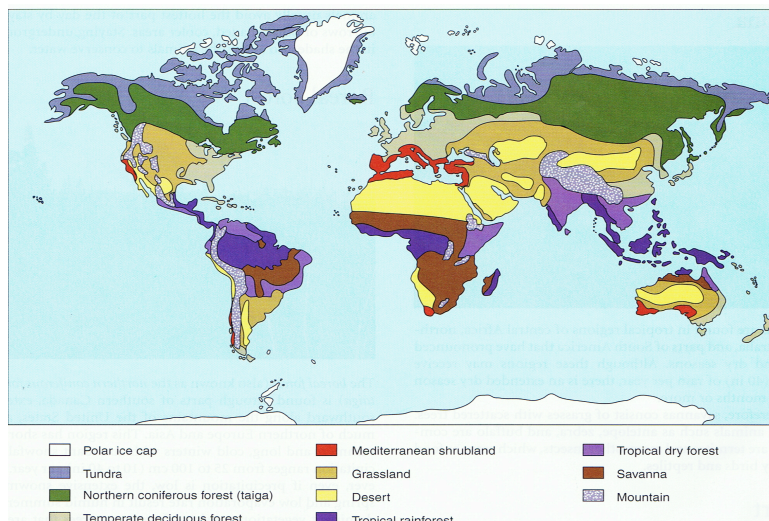 Polar ice cap
Tundra
Northern coniferous forest (taiga)
Temperate deciduous forest
Mediterranean shrubland
Grassland
Desert
Tropical rainforest
Tropical dry forest
Savanna
Mountain